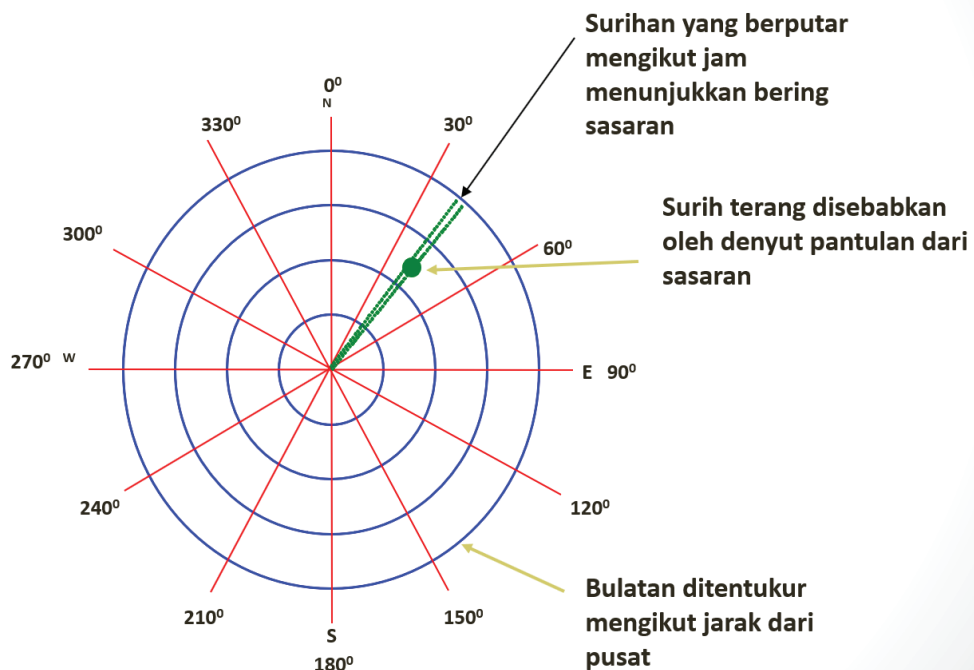 Surihan yang berputar
mengikut jam
menunjukkan bering
sasaran
0⁰
N
330⁰
30⁰
Surih terang disebabkan
oleh denyut pantulan dari
sasaran
300⁰
60⁰
270⁰ W
E 90⁰
240⁰
120⁰
Bulatan ditentukur
mengikut jarak dari
pusat
210⁰
150⁰
S
180⁰